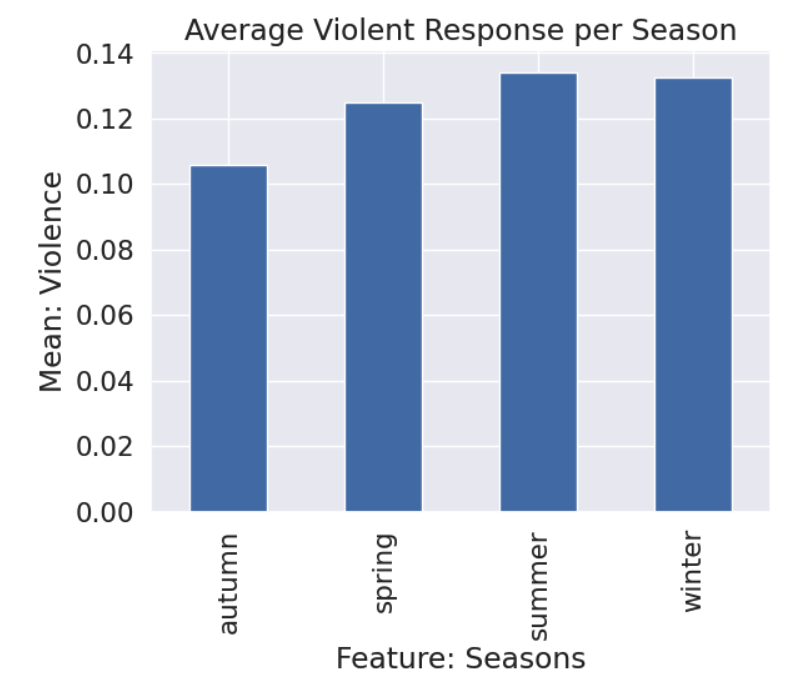 Average Violent Response per Season
0.14
0.12
0.10
0.08
0.06
0.04
0.02
0.00
Mean: Violence
autumn
spring
summer
winter
Feature: Seasons